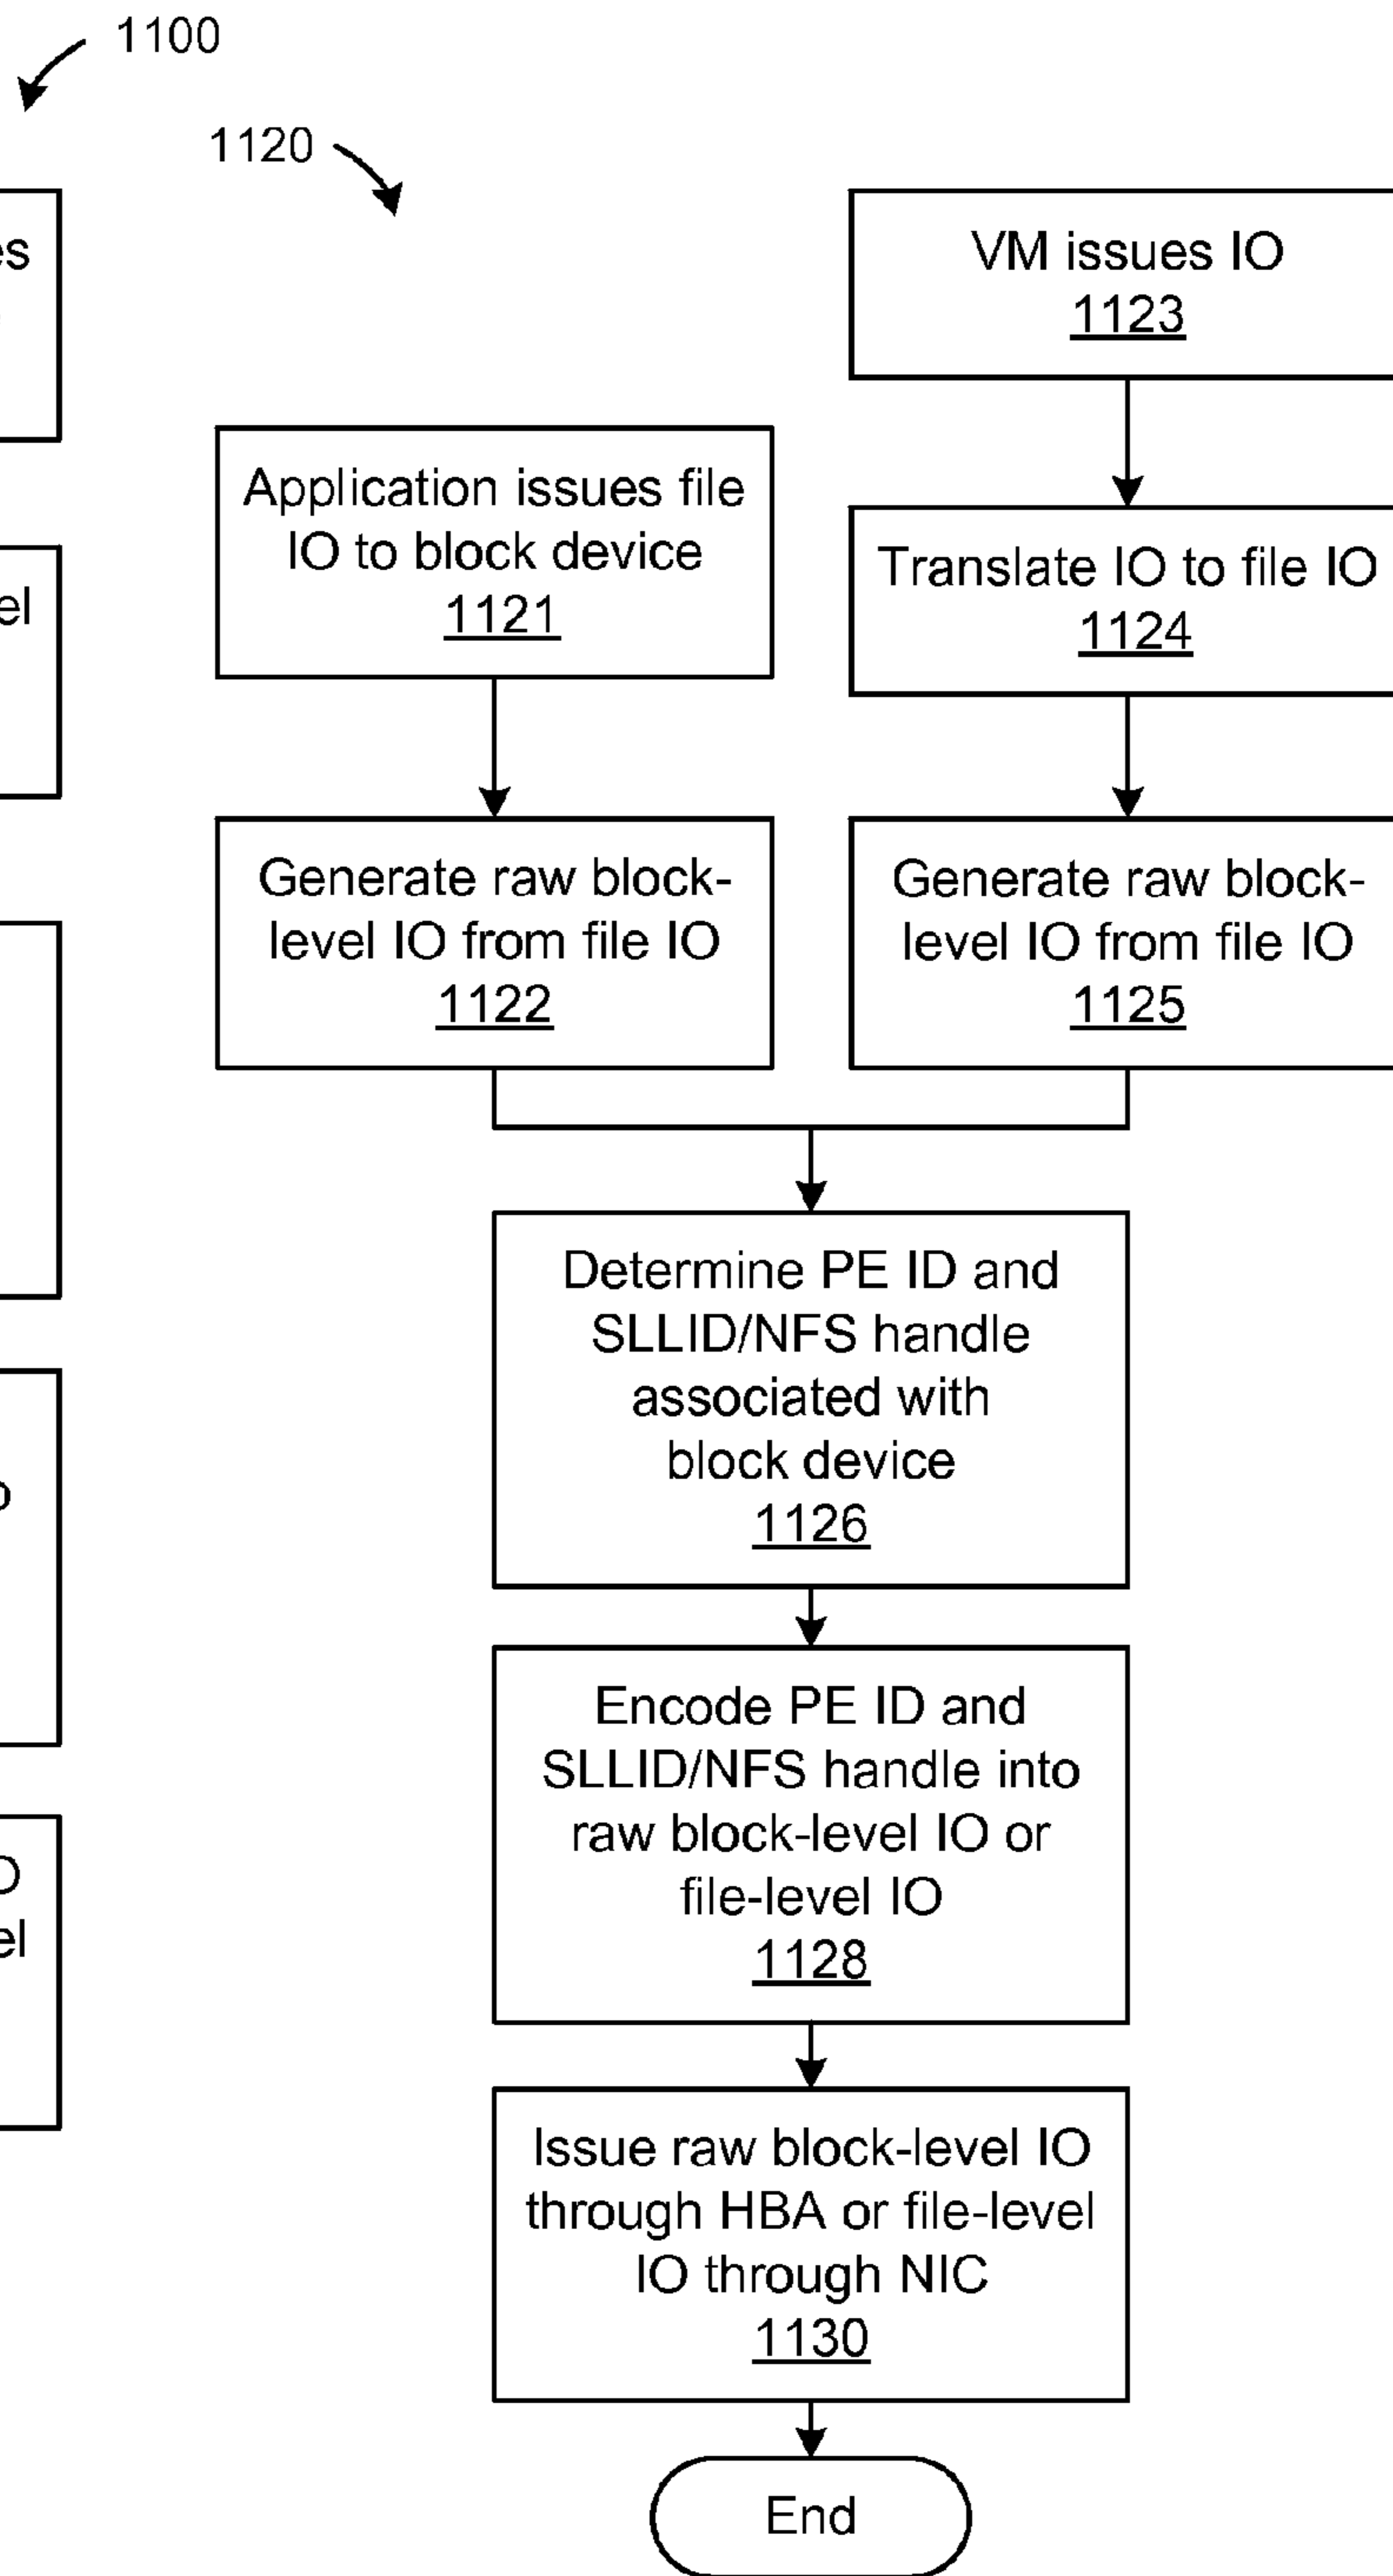 1100
1120
VM issues IO
1123
Application issues file
IO to block device
1121
Translate IO to file IO
1124
Generate raw block-
level IO from file IO
1122
Generate raw block-
level IO from file IO
1125
Determine PE ID and
SLLID/NFS handle
associated with
block device
1126
Encode PE ID and
SLLID/NFS handle into
raw block-level IO or
file-level IO
1128
Issue raw block-level IO
through HBA or file-level
IO through NIC
1130
End